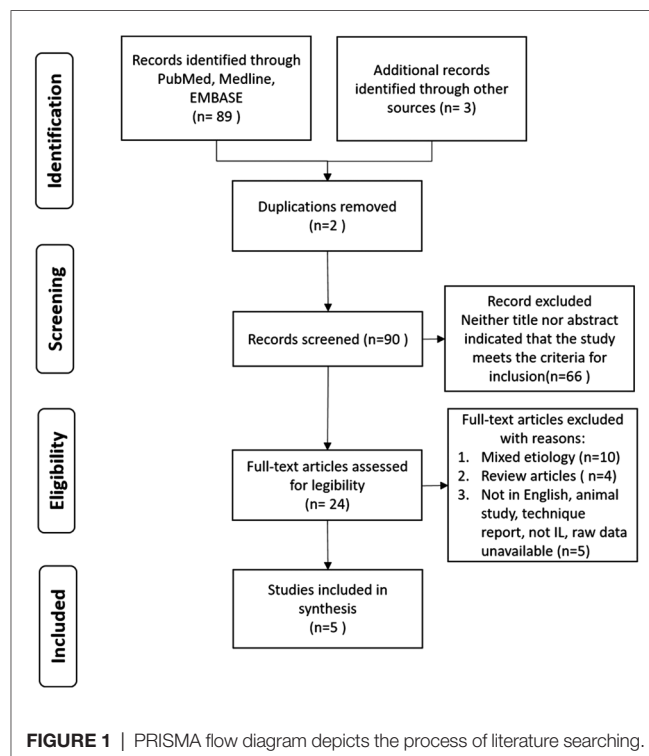 Identification
Records identified through
PubMed, Medline,
EMBASE
(n= 89 )
Additional records
identified through other
sources (n= 3)
Duplications removed
(n=2 )
Screening
Records screened (n=90 )
Record excluded
Neither title nor abstract
indicated that the study
meets the criteria for
inclusion(n=66 )
Eligibility
Full-text articles assessed
for legibility
(n= 24)
Full-text articles excluded
with reasons:
1. Mixed etiology (n=10)
2. Review articles ( n=4)
3. Not in English, animal
study, technique
report, not IL, raw data
unavailable (n=5)
Included
Studies included in
synthesis
(n=5 )
FIGURE 1 | PRISMA flow diagram depicts the process of literature searching.